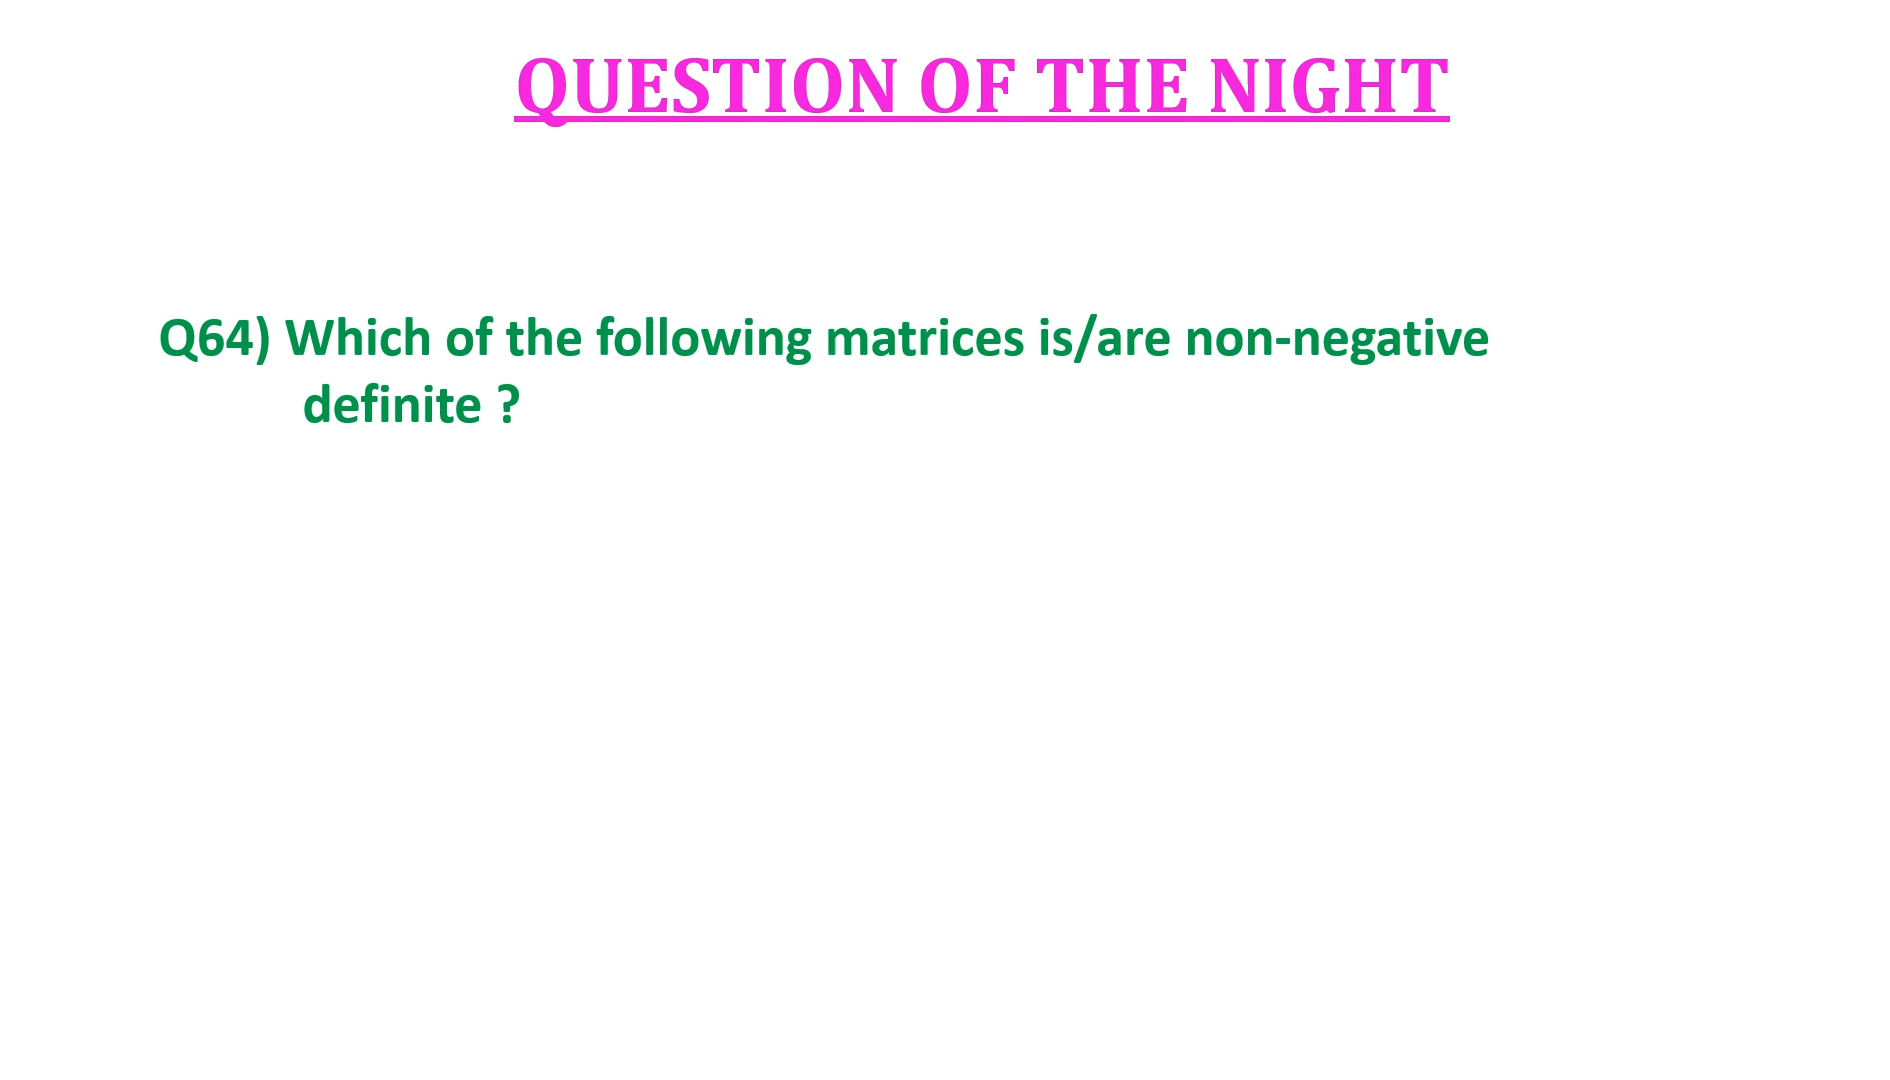 QUESTION OF THE NIGHT
Q64) Which of the following matrices is/are non-negative
definite ?